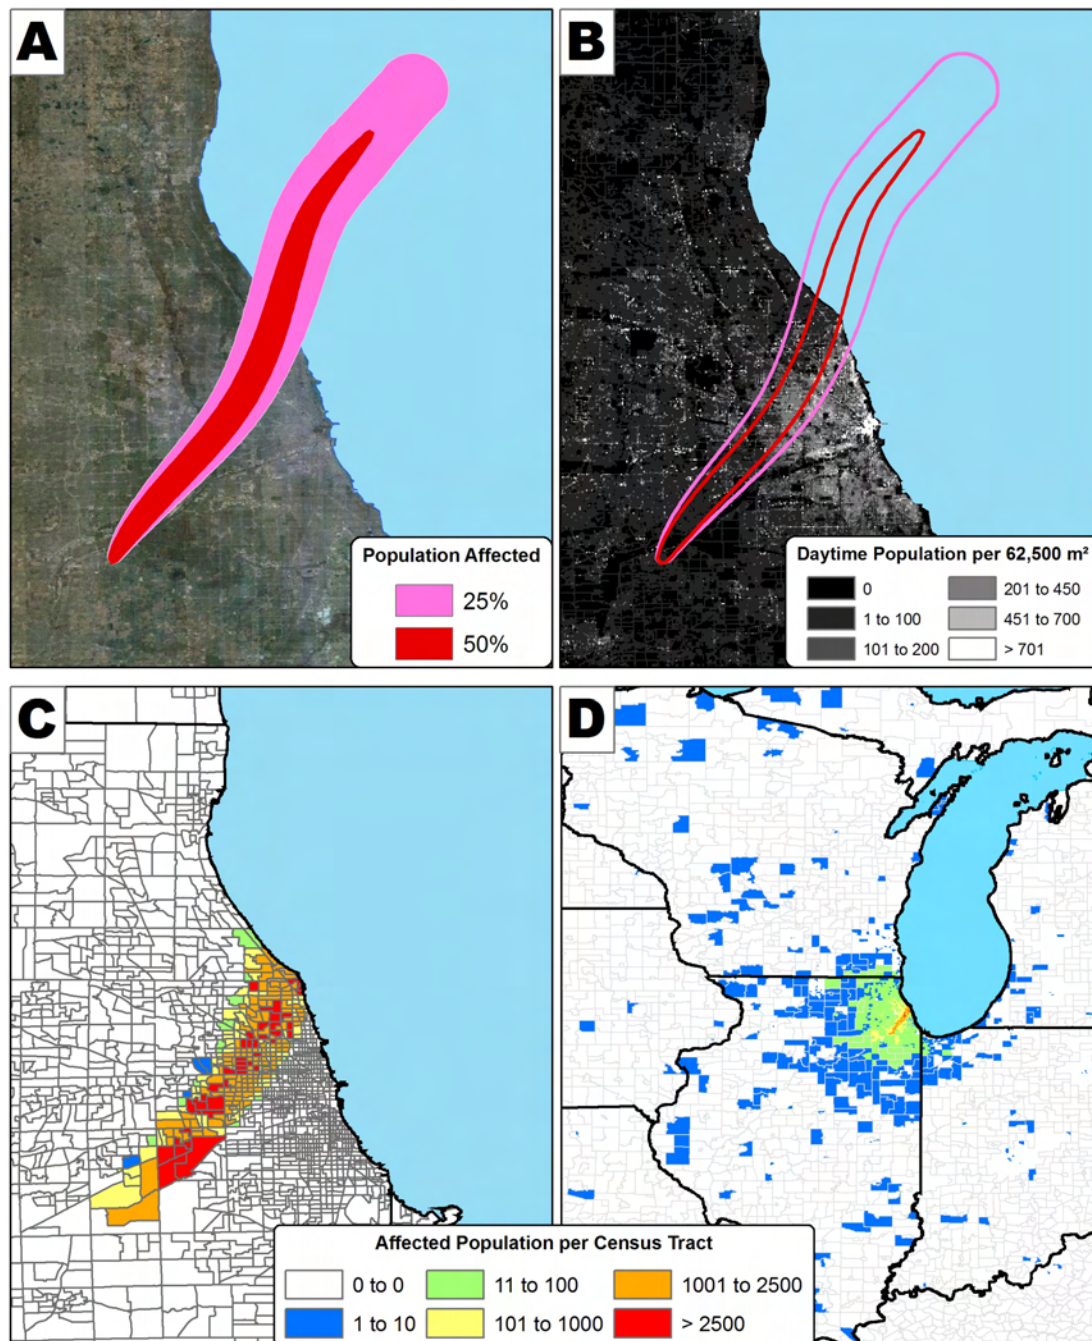 A
B
Population Affected
25%
50%
Daytime Population per 62,500 m²
0
201 to 450
1 to 100
451 to 700
101 to 200
> 701
C
D
Affected Population per Census Tract
0 to 0
11 to 100
1001 to 2500
1 to 10
101 to 1000
> 2500